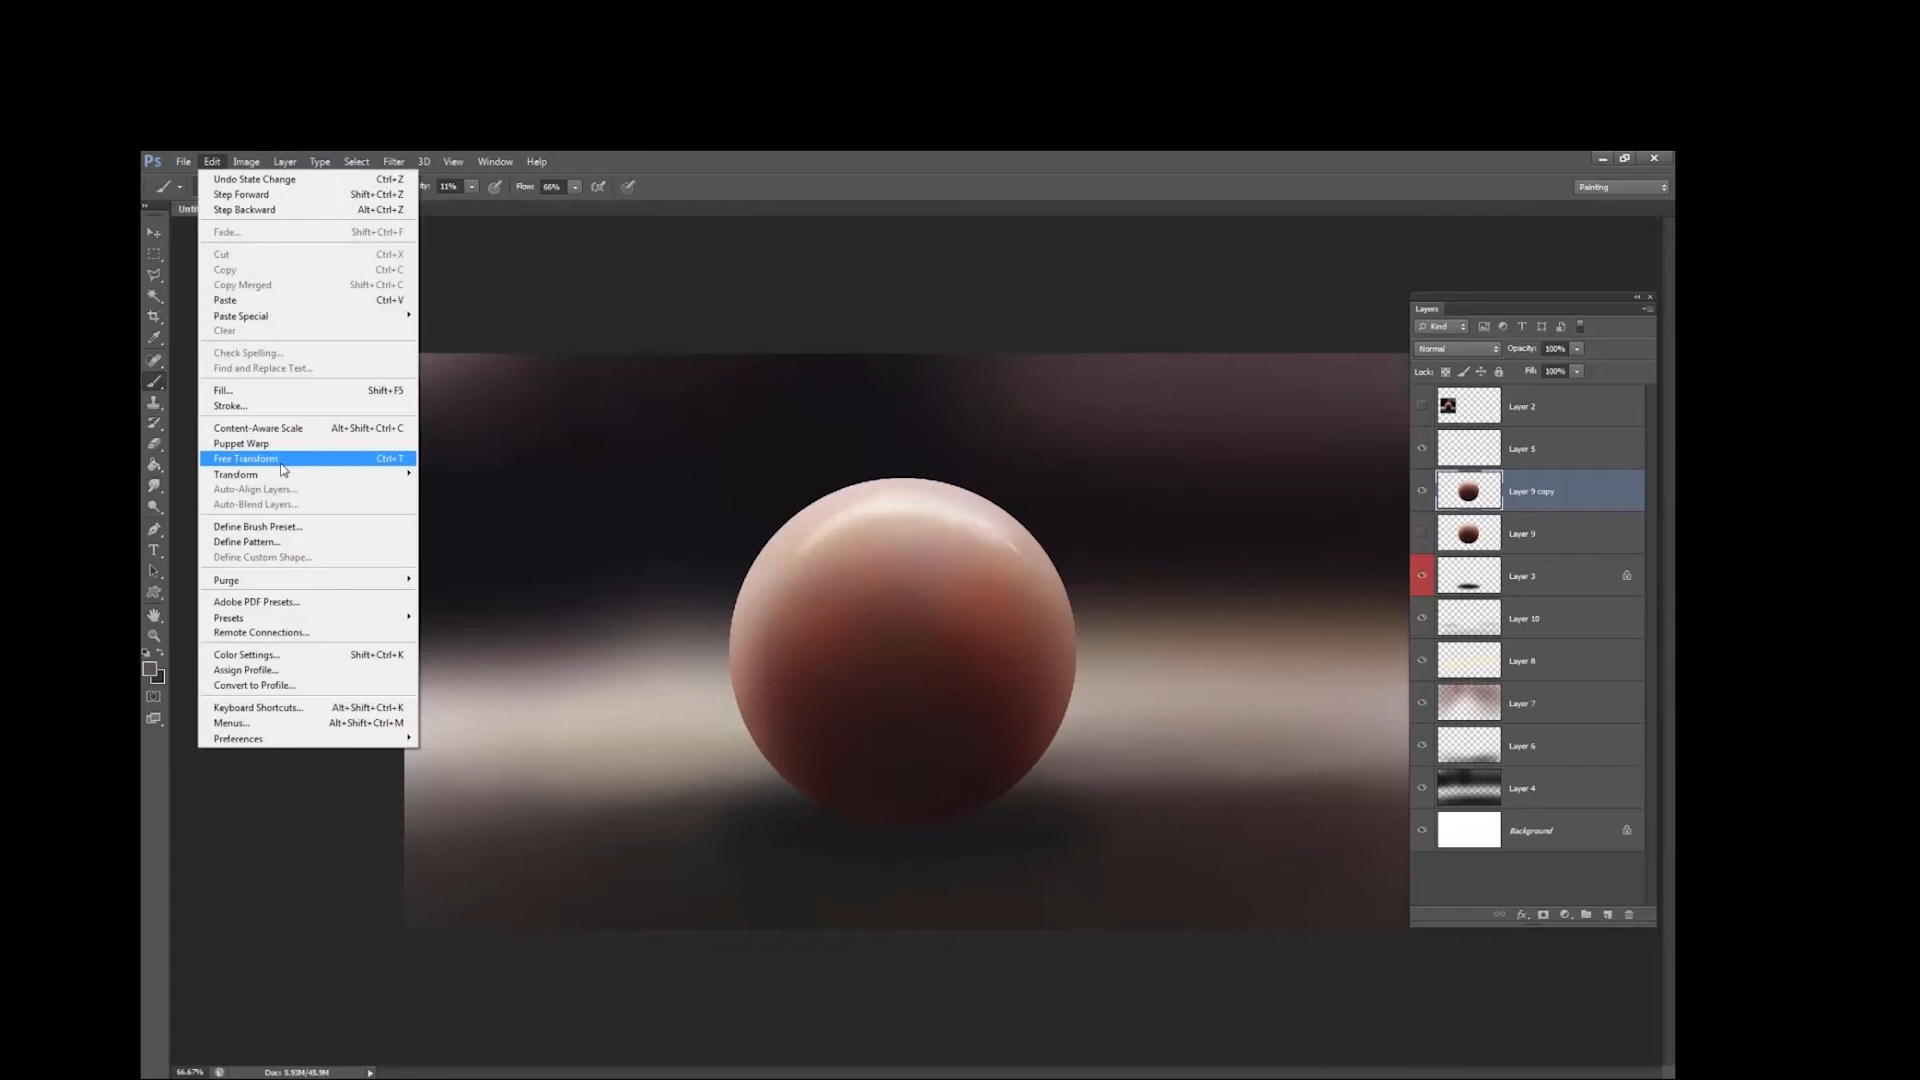 Ps File Edit Image Layer Type Select Filter 3D View Window Help
11% Flow: 66% Painting
Undo State Change Ctrl+Z
Step Forward Shift+Ctrl+Z
Step Backward Alt+Ctrl+Z
Fade... Shift+Ctrl+F
Cut Ctrl+X
Copy Ctrl+C
Copy Merged Shift+Ctrl+C
Paste Ctrl+V
Paste Special
Clear
Check Spelling...
Find and Replace Text...
Fill... Shift+F5
Stroke...
Content-Aware Scale Alt+Shift+Ctrl+C
Puppet Warp
Free Transform Ctrl+T
Transform
Auto-Align Layers...
Auto-Blend Layers...
Define Brush Preset...
Define Pattern...
Define Custom Shape...
Purge
Adobe PDF Presets...
Presets
Remote Connections...
Color Settings... Shift+Ctrl+K
Assign Profile...
Convert to Profile...
Keyboard Shortcuts... Alt+Shift+Ctrl+K
Menus... Alt+Shift+Ctrl+M
Preferences
Layers
Kind
Normal Opacity: 100%
Lock: Fill: 100%
Layer 2
Layer 5
Layer 9 copy
Layer 9
Layer 3
Layer 10
Layer 8
Layer 7
Layer 6
Layer 4
Background
66.67% Doc: 5.93M/45.9M